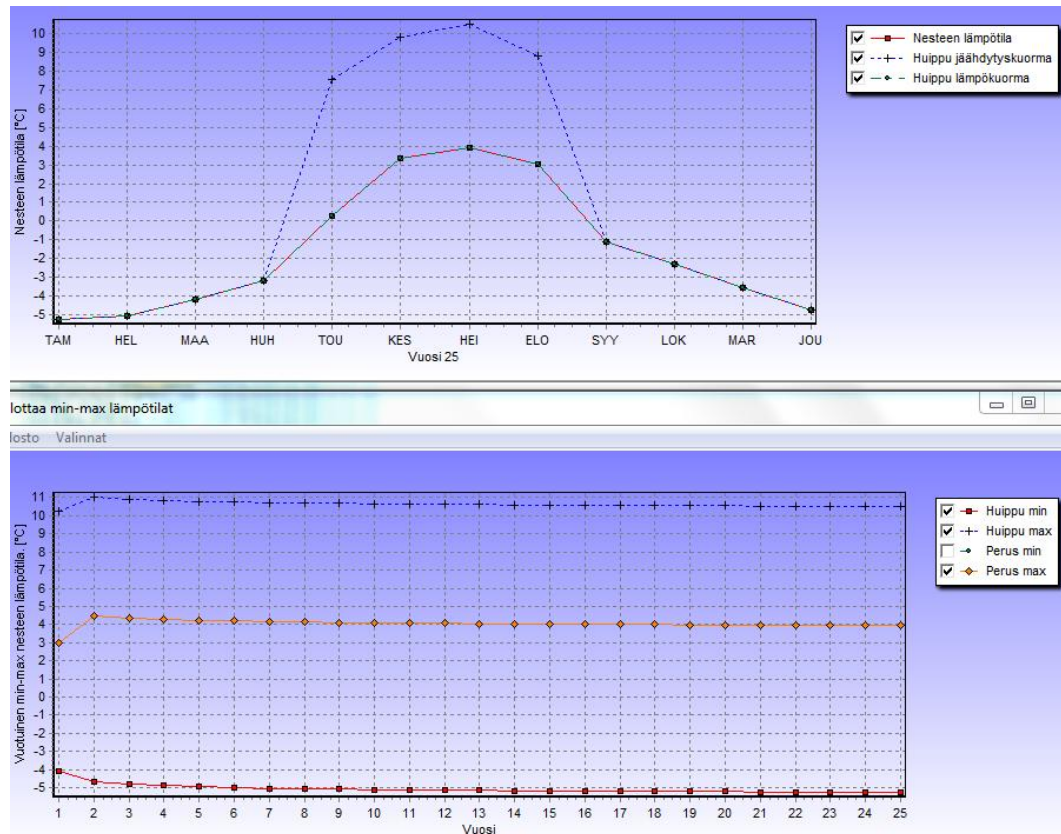 10
9
8
7
6
5
4
3
2
1
0
-1
-2
-3
-4
-5
Nesteen lämpötila [°C]
TAM HEL MAA HUH TOU KES HEI ELO SYY LOK MAR JOU
Vuosi 25
Nesteen lämpötila
Huippu jäähdytyskuorma
Huippu lämpökuorma
lottaa min-max lämpötilat
losto Valinnat
11
10
9
8
7
6
5
4
3
2
1
0
-1
-2
-3
-4
-5
Vuotuinen min-max nesteen lämpötila. [°C]
1 2 3 4 5 6 7 8 9 10 11 12 13 14 15 16 17 18 19 20 21 22 23 24 25
Vuosi
Huippu min
Huippu max
Perus min
Perus max